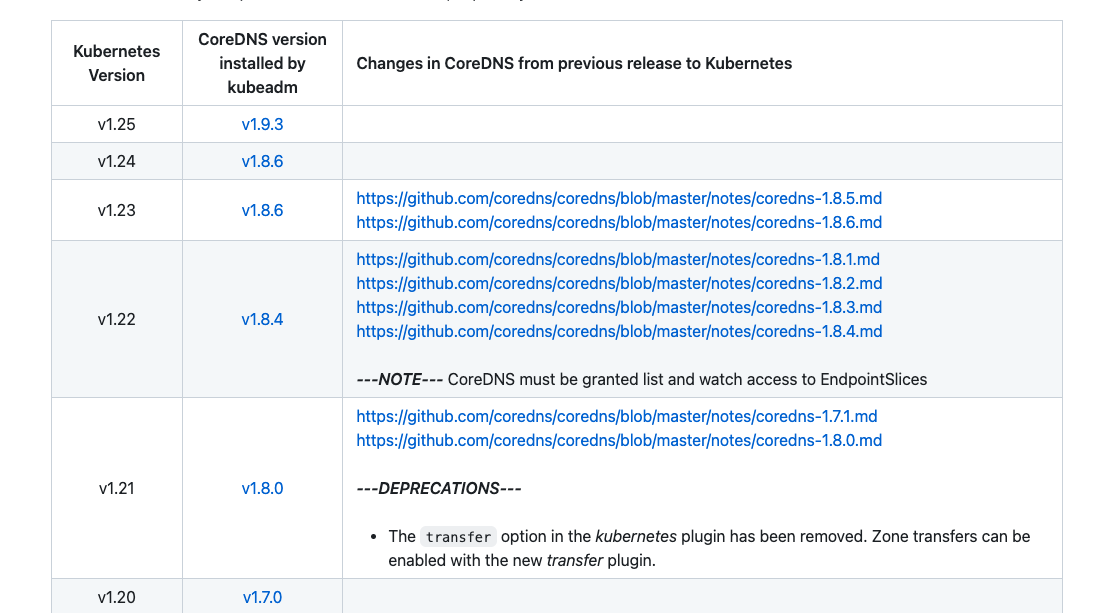 Kubernetes
Version
CoreDNS version
installed by
kubeadm
Changes in CoreDNS from previous release to Kubernetes
v1.25
v1.9.3
v1.24
v1.8.6
v1.23
v1.8.6
https://github.com/coredns/coredns/blob/master/notes/coredns-1.8.5.md
https://github.com/coredns/coredns/blob/master/notes/coredns-1.8.6.md
v1.22
v1.8.4
https://github.com/coredns/coredns/blob/master/notes/coredns-1.8.1.md
https://github.com/coredns/coredns/blob/master/notes/coredns-1.8.2.md
https://github.com/coredns/coredns/blob/master/notes/coredns-1.8.3.md
https://github.com/coredns/coredns/blob/master/notes/coredns-1.8.4.md
---NOTE--- CoreDNS must be granted list and watch access to EndpointSlices
v1.21
v1.8.0
https://github.com/coredns/coredns/blob/master/notes/coredns-1.7.1.md
https://github.com/coredns/coredns/blob/master/notes/coredns-1.8.0.md
---DEPRECATIONS---
• The transfer option in the kubernetes plugin has been removed. Zone transfers can be
enabled with the new transfer plugin.
v1.20
v1.7.0